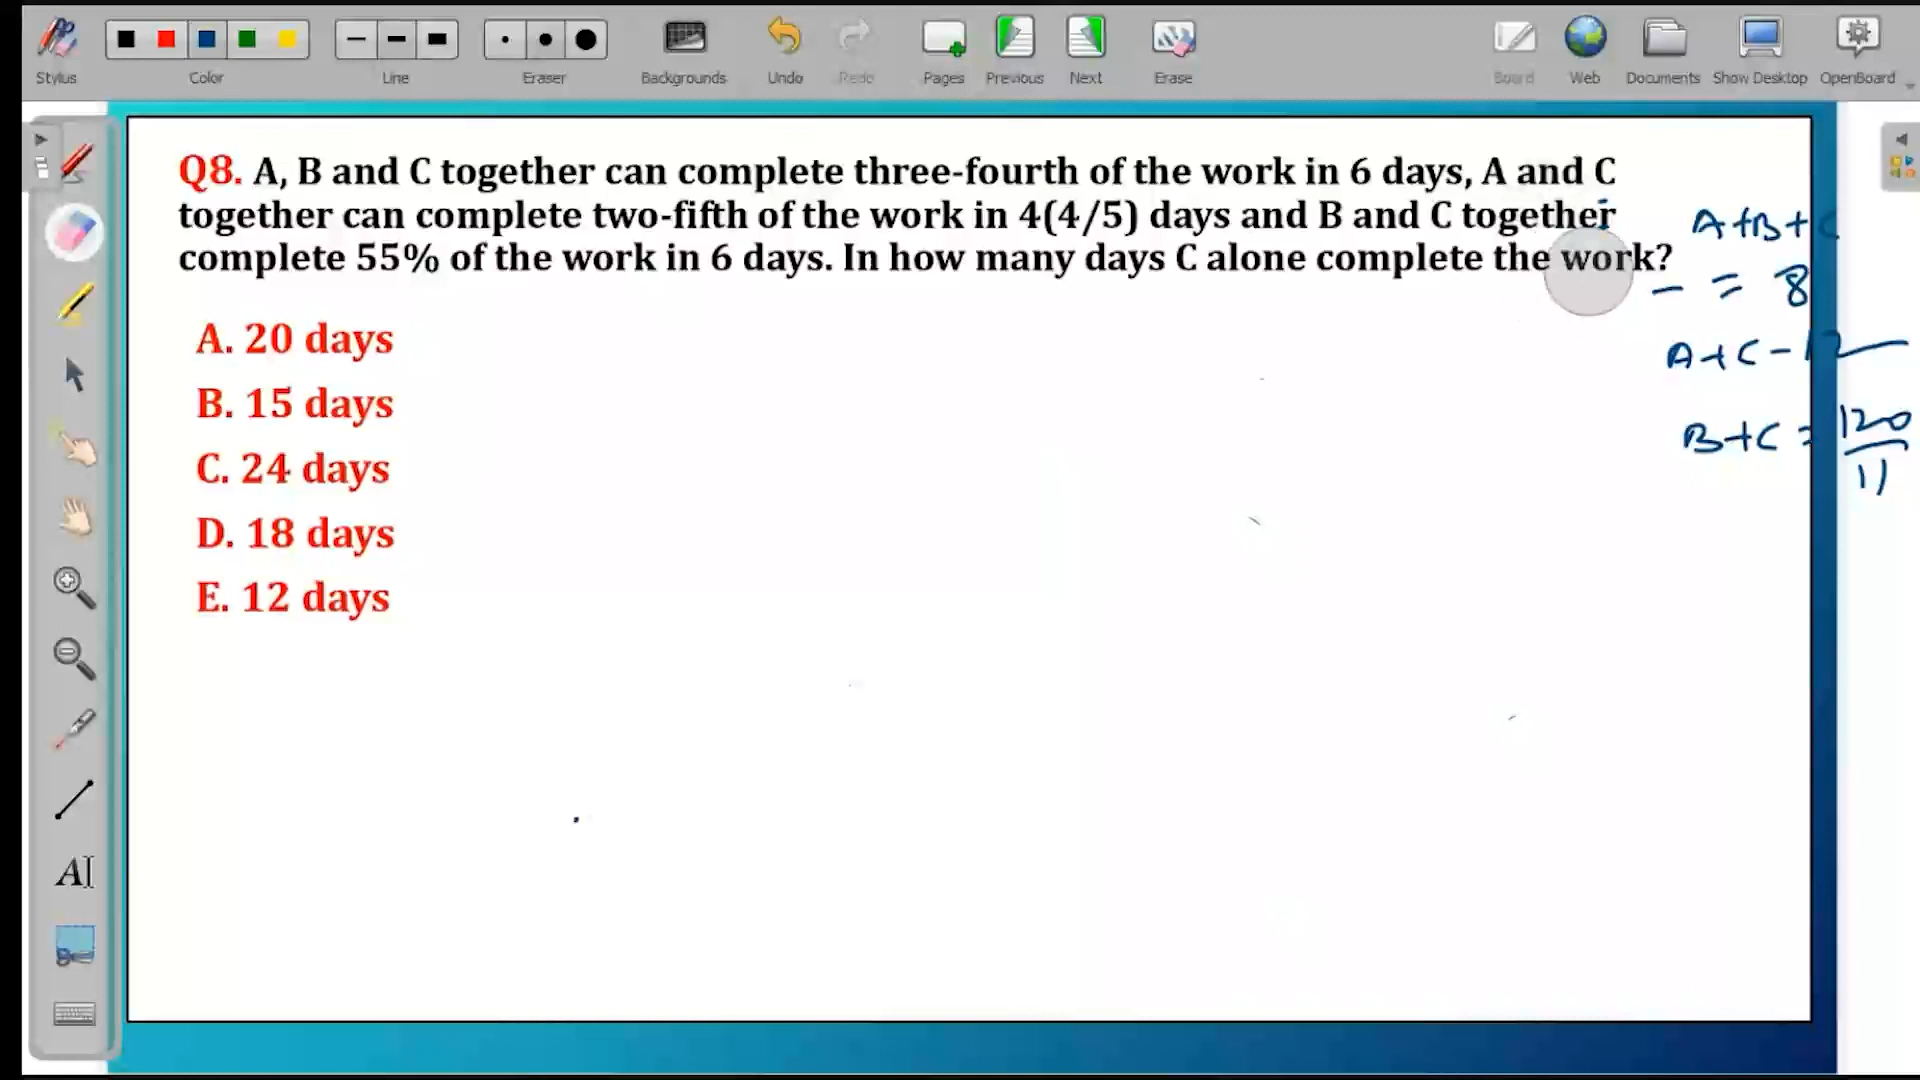 Stylus Color Line Eraser Backgrounds Undo Redo Pages Previous Next Erase Board Web Documents Show Desktop OpenBoard
Q8. A, B and C together can complete three-fourth of the work in 6 days, A and C
together can complete two-fifth of the work in 4(4/5) days and B and C together
complete 55% of the work in 6 days. In how many days C alone complete the work?
A+B+C
= 8
A. 20 days
A+C-12
B. 15 days
B+C = 120/11
C. 24 days
D. 18 days
E. 12 days
AI